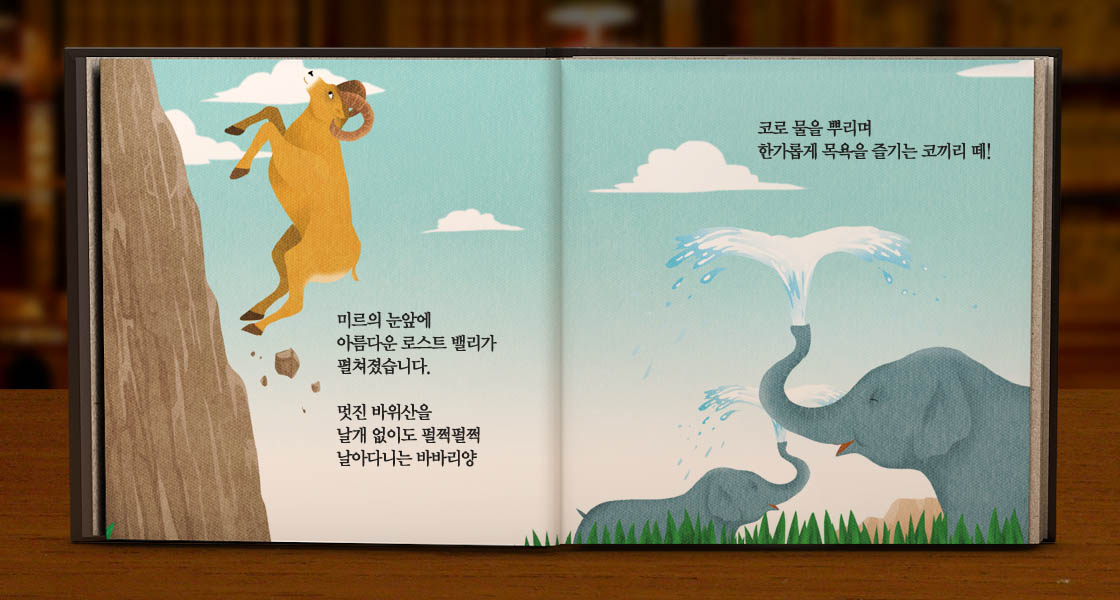 미르의 눈앞에
아름다운 로스트 밸리가
펼쳐졌습니다.
멋진 바위산을
날개 없이도 펄쩍펄쩍
날아다니는 바바리양
코로 물을 뿌리며
한가롭게 목욕을 즐기는 코끼리 떼!